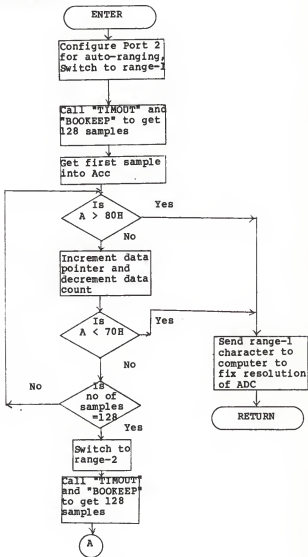 ENTER
Configure Port 2
for auto-ranging,
Switch to range-1
Call "TIMOUT" and
"BOOKEEP" to get
128 samples
Get first sample
into Acc
Is
A > 80H
Yes
No
Increment data
pointer and
decrement data
count
Is
A < 70H
Yes
No
Send range-1
character to
computer to
fix resolution
of ADC
RETURN
Is
no of
samples
=128
No
Yes
Switch to
range-2
Call "TIMOUT"
and "BOOKEEP"
to get 128
samples
A